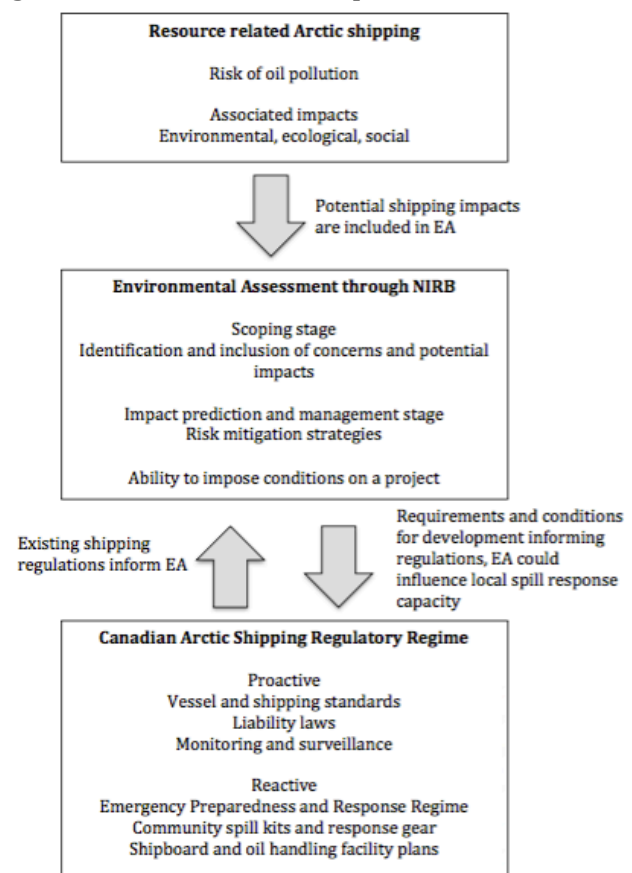 Resource related Arctic shipping
Risk of oil pollution
Associated impacts
Environmental, ecological, social
Potential shipping impacts
are included in EA
Environmental Assessment through NIRB
Scoping stage
Identification and inclusion of concerns and potential
impacts
Impact prediction and management stage
Risk mitigation strategies
Ability to impose conditions on a project
Existing shipping
regulations inform EA
Requirements and conditions
for development informing
regulations, EA could
influence local spill response
capacity
Canadian Arctic Shipping Regulatory Regime
Proactive
Vessel and shipping standards
Liability laws
Monitoring and surveillance
Reactive
Emergency Preparedness and Response Regime
Community spill kits and response gear
Shipboard and oil handling facility plans